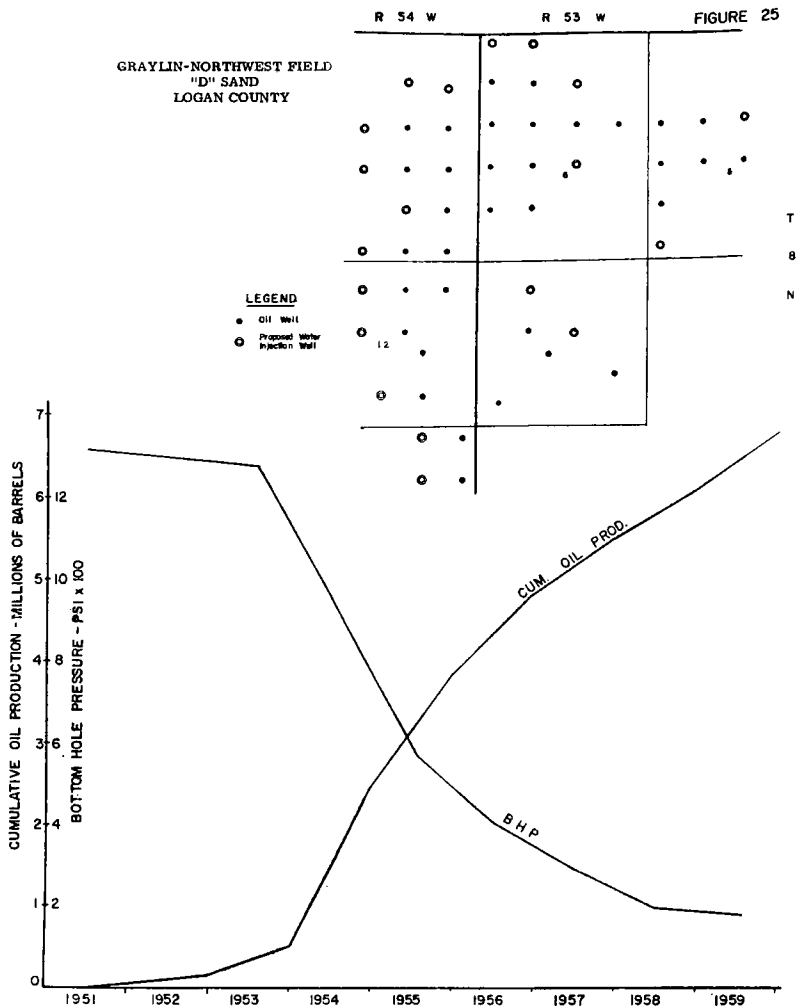 R 54 W R 53 W FIGURE 25
GRAYLIN-NORTHWEST FIELD
"D" SAND
LOGAN COUNTY
6
5
T
8
N
LEGEND
Oil Well
Proposed Water
Injection Well
12
CUMULATIVE OIL PRODUCTION - MILLIONS OF BARRELS
BOTTOM HOLE PRESSURE - PSI x 100
7
6 12
5 10
4 8
3 6
2 4
1 2
0
CUM. OIL PROD.
BHP
1951 1952 1953 1954 1955 1956 1957 1958 1959